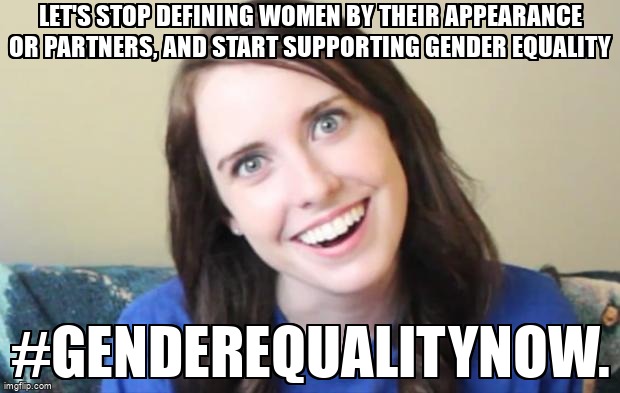 LET'S STOP DEFINING WOMEN BY THEIR APPEARANCE
OR PARTNERS, AND START SUPPORTING GENDER EQUALITY
#GENDEREQUALITYNOW.
imgflip.com